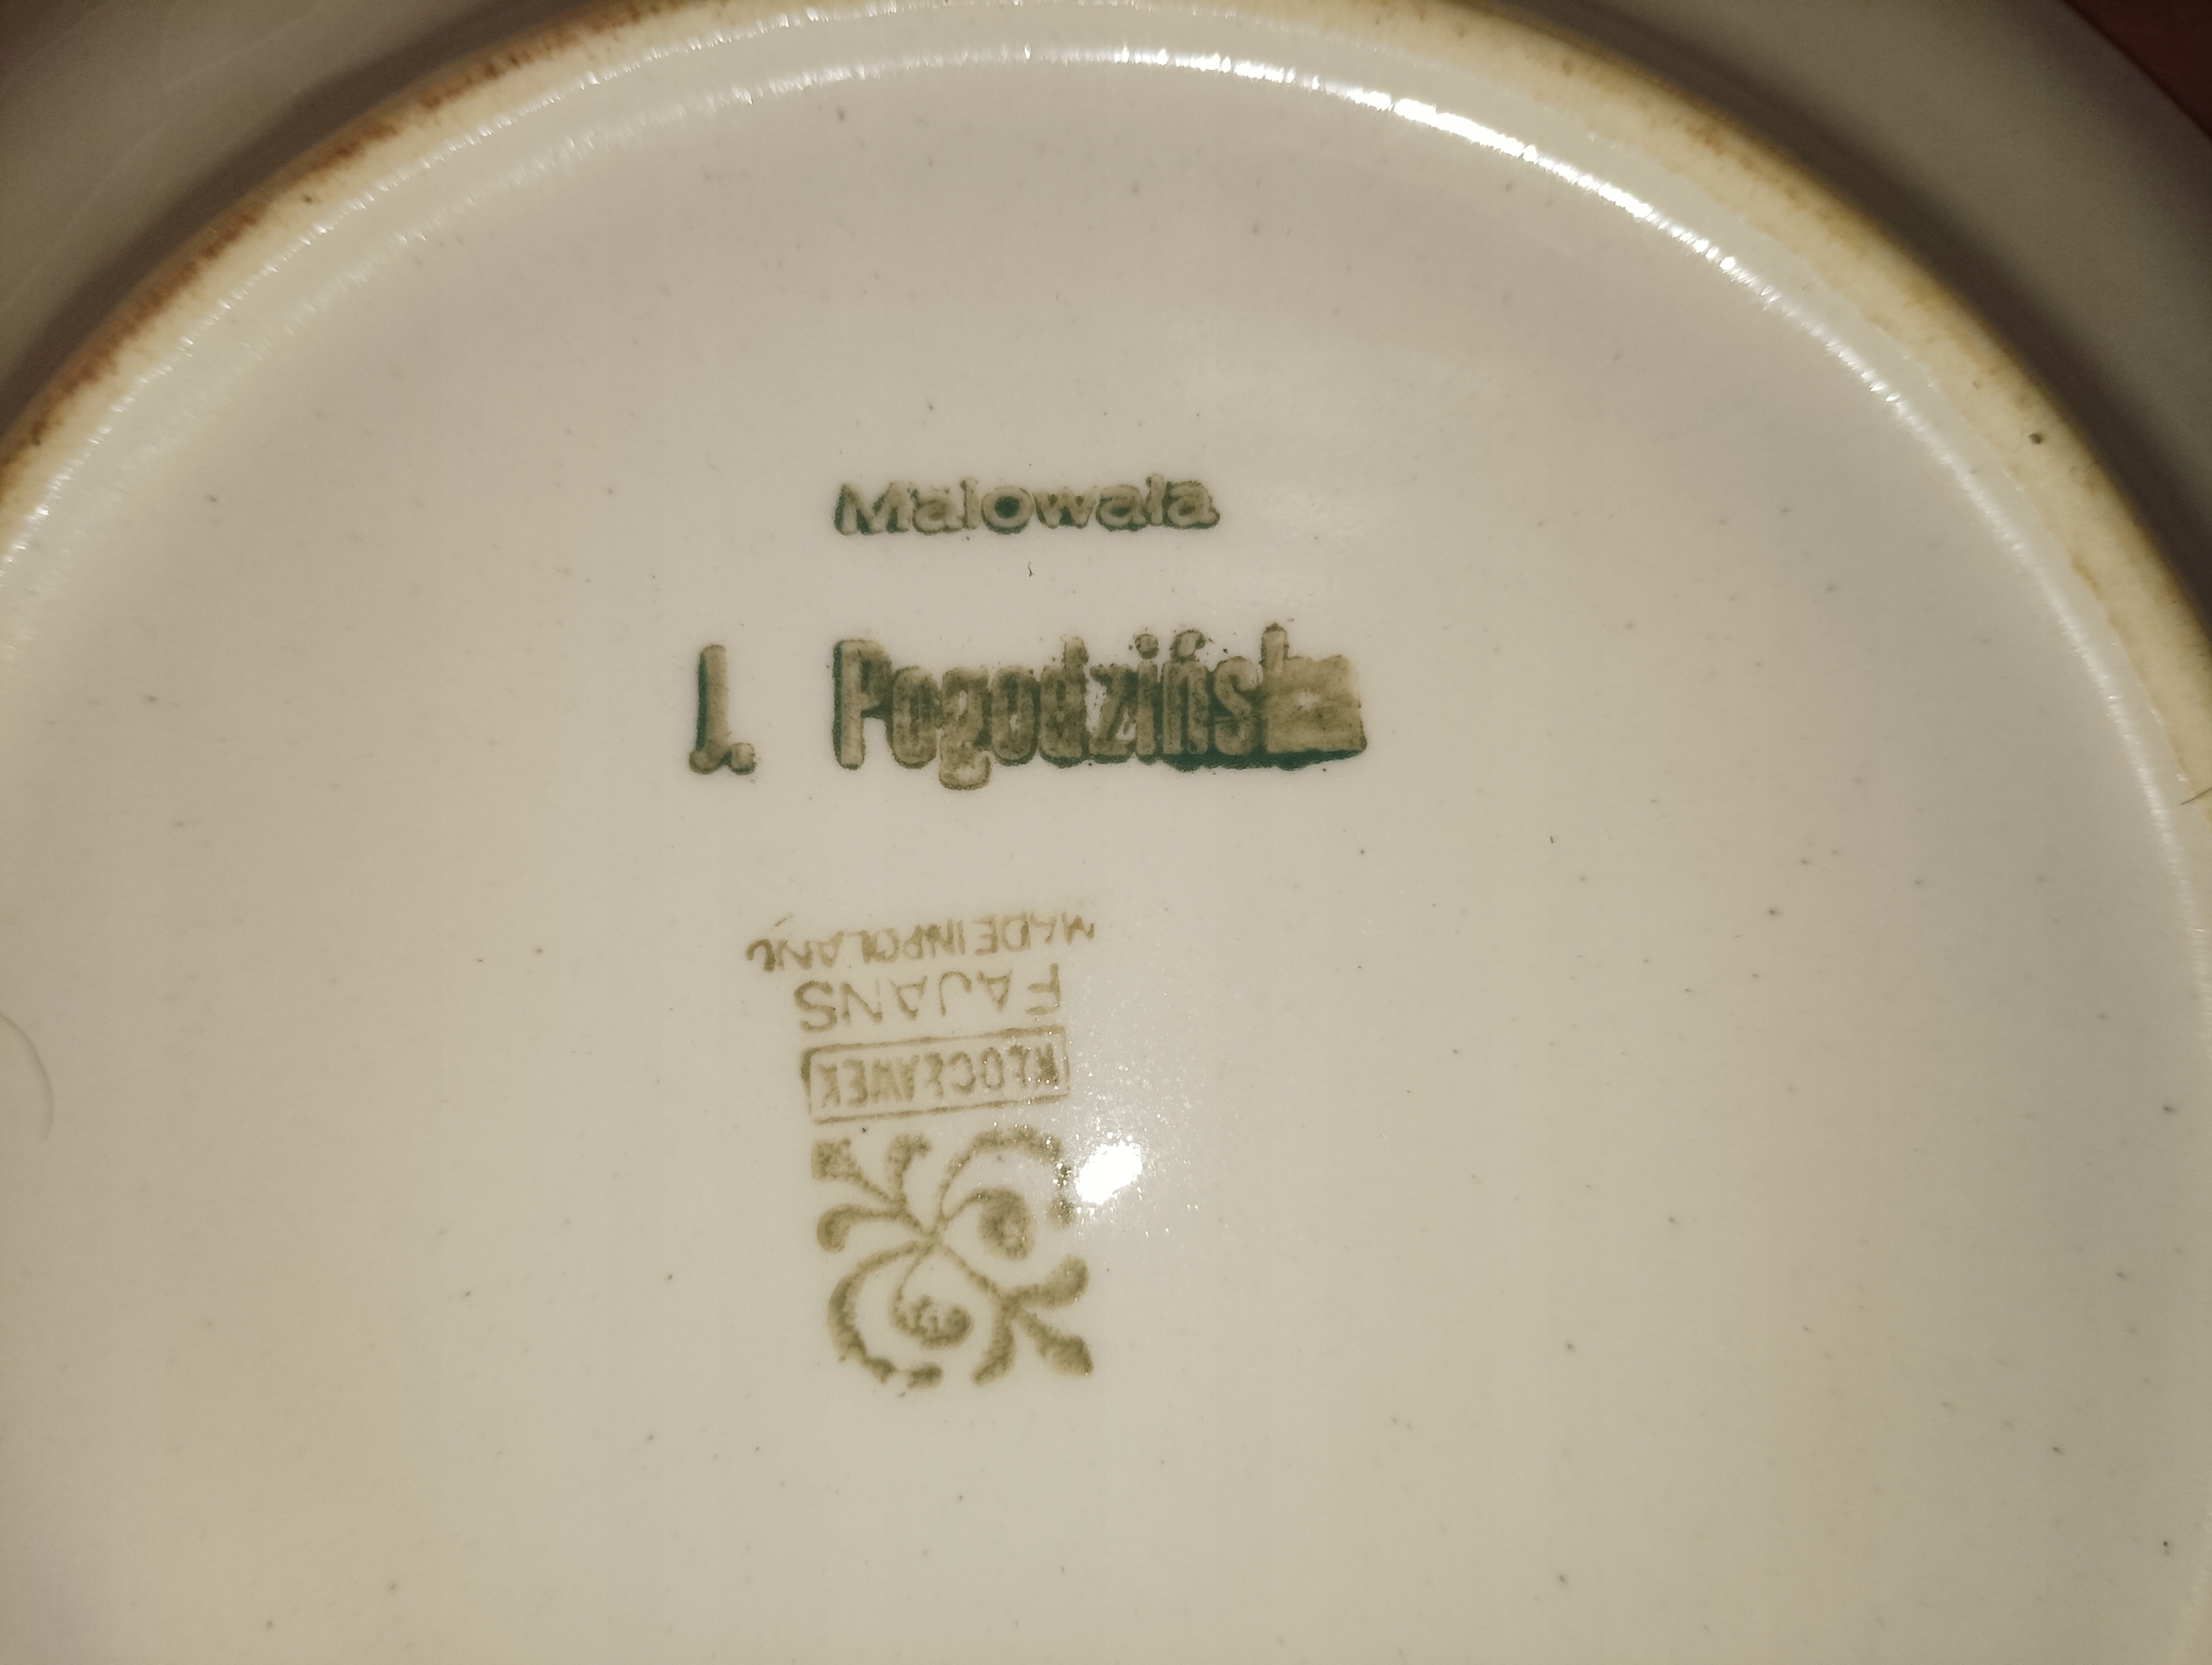 Malowała
J. Pogodzińska
WŁOCŁAWEK
FAJANS
MADE IN POLAND